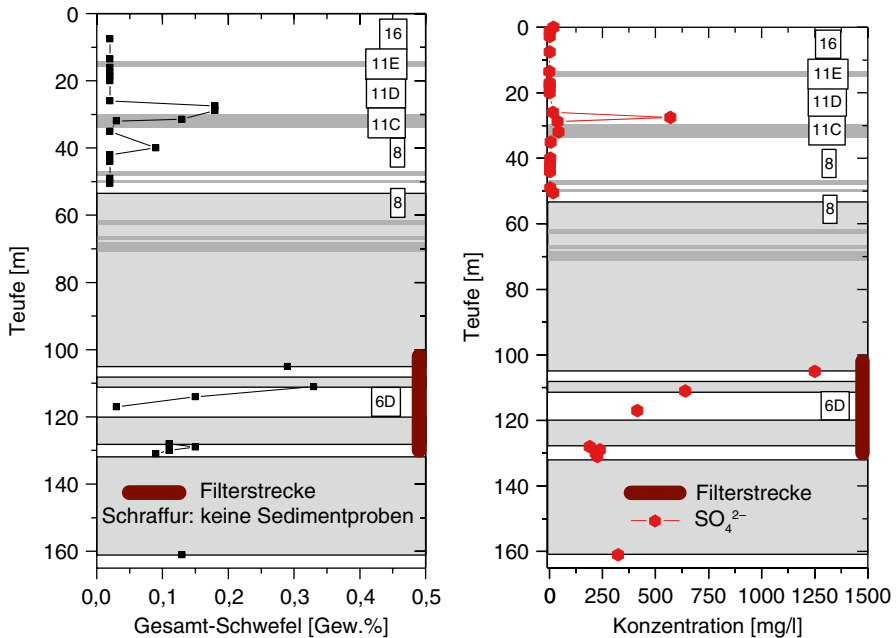 0
20
40
60
80
100
120
140
160
Teufe [m]
16
11E
11D
11C
8
8
6D
Filterstrecke
Schraffur: keine Sedimentproben
0,0 0,1 0,2 0,3 0,4 0,5
Gesamt-Schwefel [Gew.%]
0
20
40
60
80
100
120
140
160
Teufe [m]
16
11E
11D
11C
8
8
6D
Filterstrecke
SO₄²⁻
0 250 500 750 1000 1250 1500
Konzentration [mg/l]